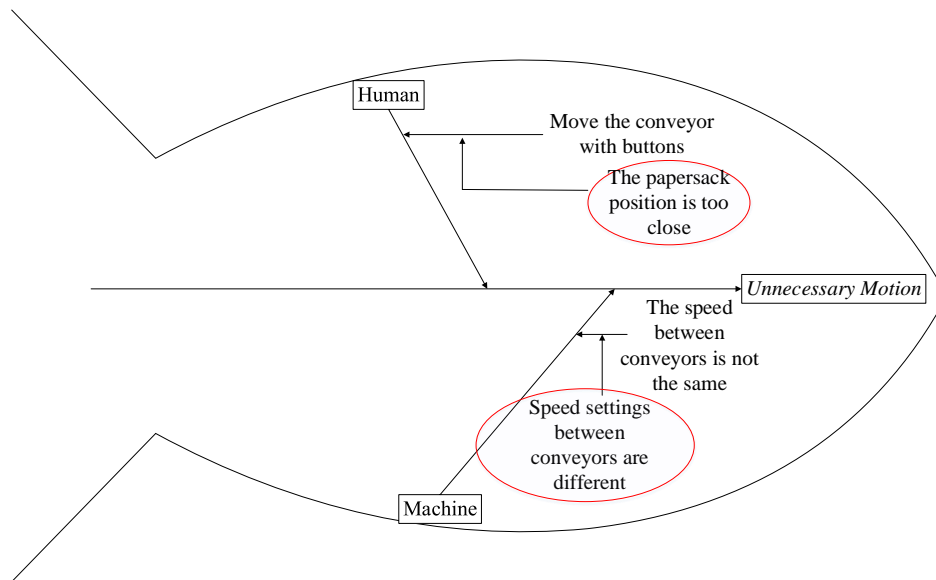 Human
Move the conveyor
with buttons
The papersack
position is too
close
Unnecessary Motion
The speed
between
conveyors is not
the same
Speed settings
between
conveyors are
different
Machine